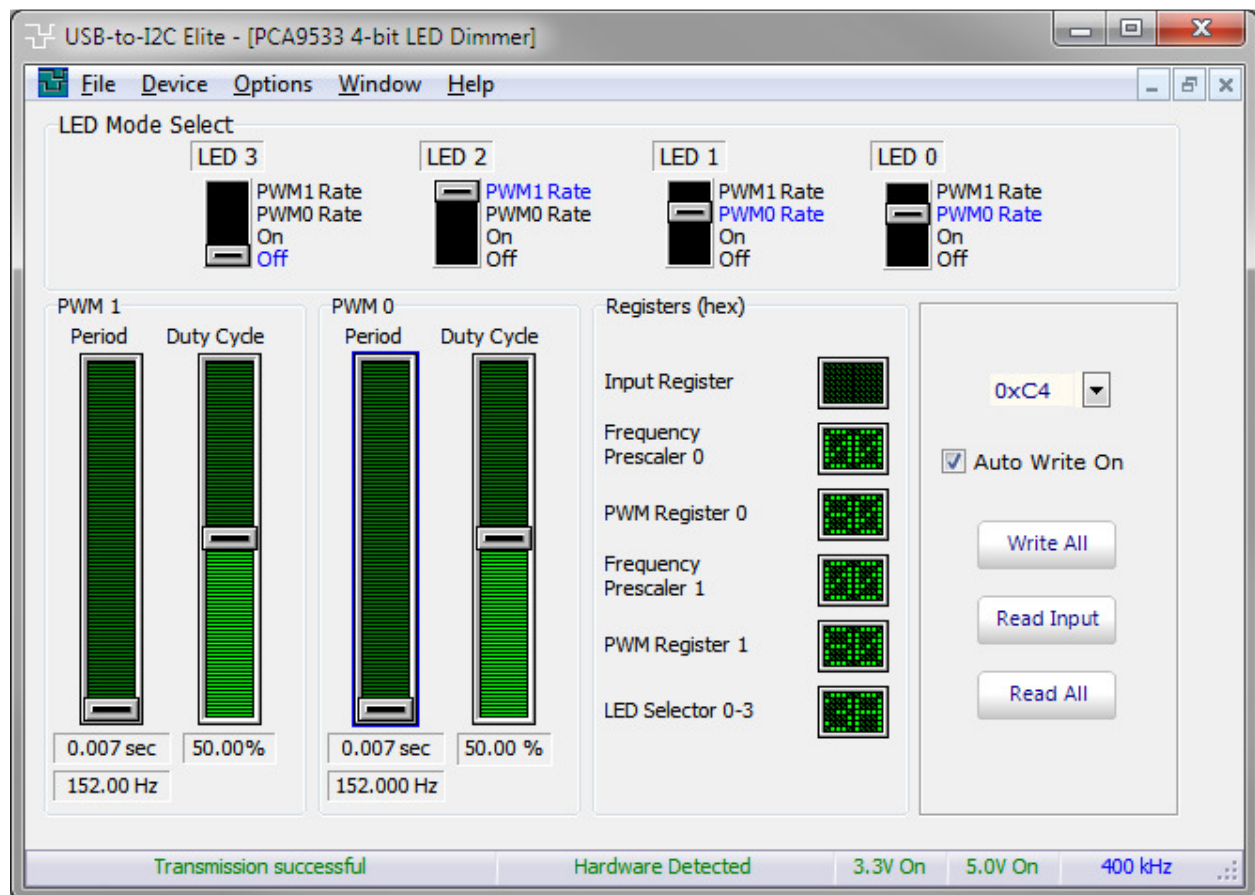 USB-to-I2C Elite - [PCA9533 4-bit LED Dimmer]
File Device Options Window Help
LED Mode Select
LED 3
PWM1 Rate
PWM0 Rate
On
Off
LED 2
PWM1 Rate
PWM0 Rate
On
Off
LED 1
PWM1 Rate
PWM0 Rate
On
Off
LED 0
PWM1 Rate
PWM0 Rate
On
Off
PWM 1
Period Duty Cycle
0.007 sec 50.00%
152.00 Hz
PWM 0
Period Duty Cycle
0.007 sec 50.00 %
152.000 Hz
Registers (hex)
Input Register
Frequency
Prescaler 0
PWM Register 0
Frequency
Prescaler 1
PWM Register 1
LED Selector 0-3
0xC4
Auto Write On
Write All
Read Input
Read All
Transmission successful Hardware Detected 3.3V On 5.0V On 400 kHz